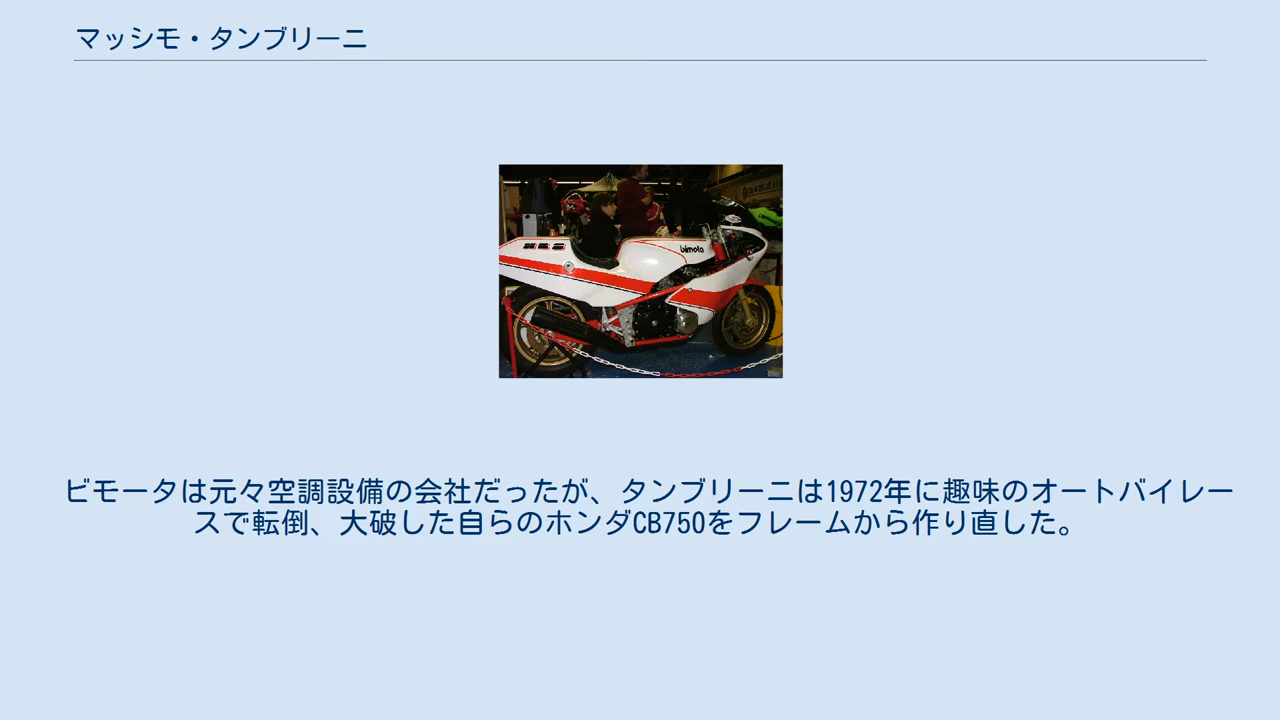 マッシモ・タンブリーニ
bimota
ビモータは元々空調設備の会社だったが、タンブリーニは1972年に趣味のオートバイレー
スで転倒、大破した自らのホンダCB750をフレームから作り直した。